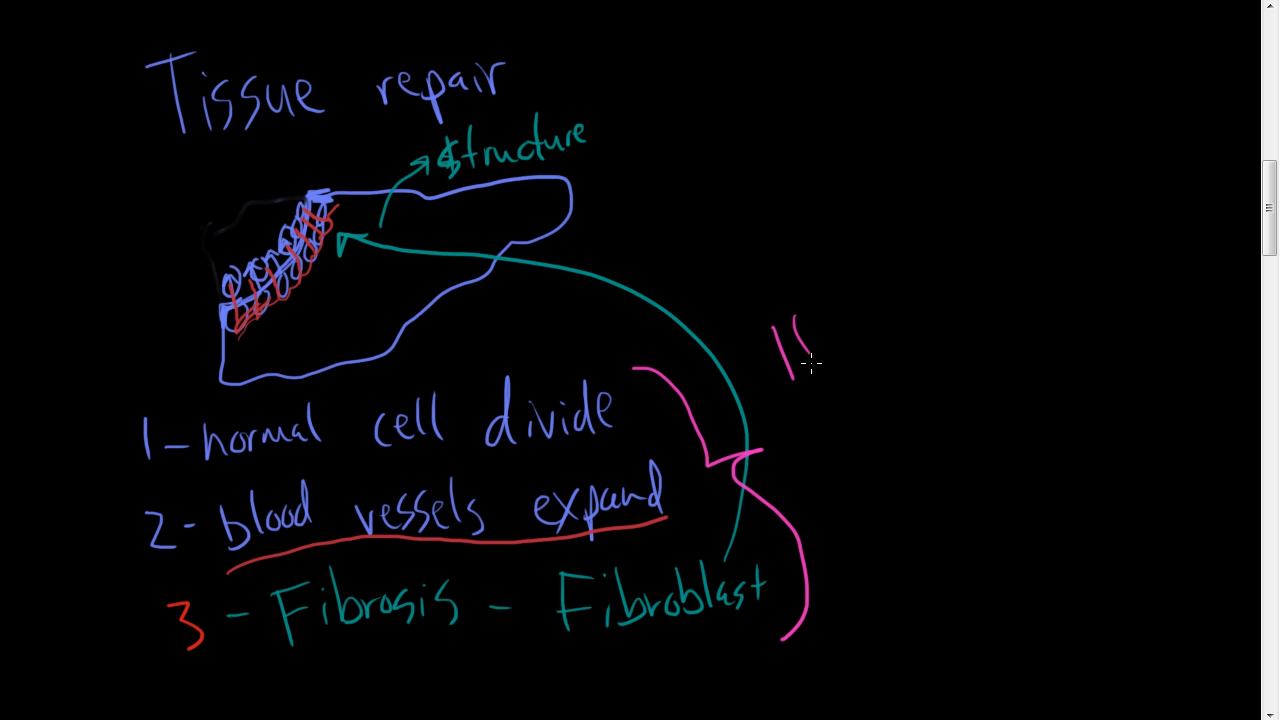 Tissue repair
structure
1-normal cell divide
2-blood vessels expand
3-Fibrosis - Fibroblast